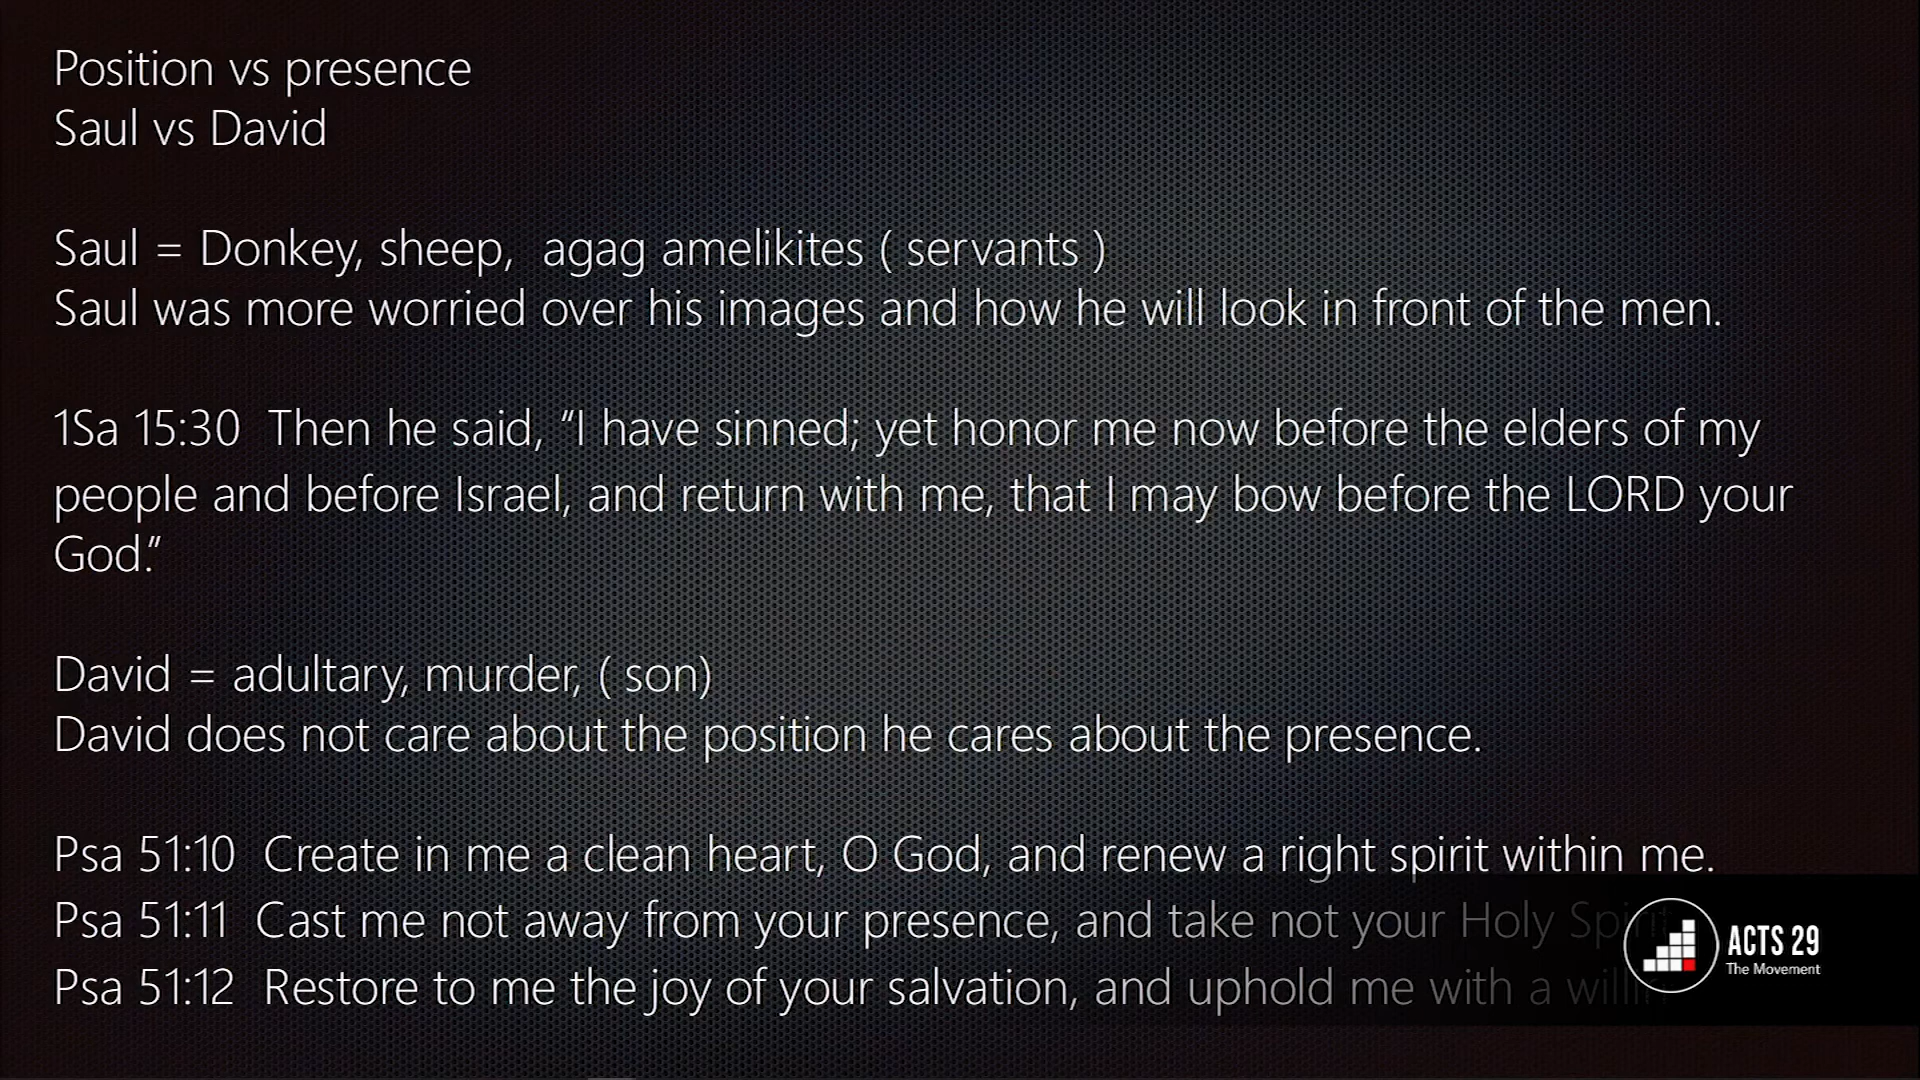 Position vs presence
Saul vs David
Saul = Donkey, sheep,  agag amelikites ( servants )
Saul was more worried over his images and how he will look in front of the men.
1Sa 15:30  Then he said, “I have sinned; yet honor me now before the elders of my
people and before Israel, and return with me, that I may bow before the LORD your
God.”
David = adultary, murder, ( son)
David does not care about the position he cares about the presence.
Psa 51:10  Create in me a clean heart, O God, and renew a right spirit within me.
Psa 51:11  Cast me not away from your presence, and take not your Holy
Psa 51:12  Restore to me the joy of your salvation, and uphold me with a
ACTS 29
The Movement